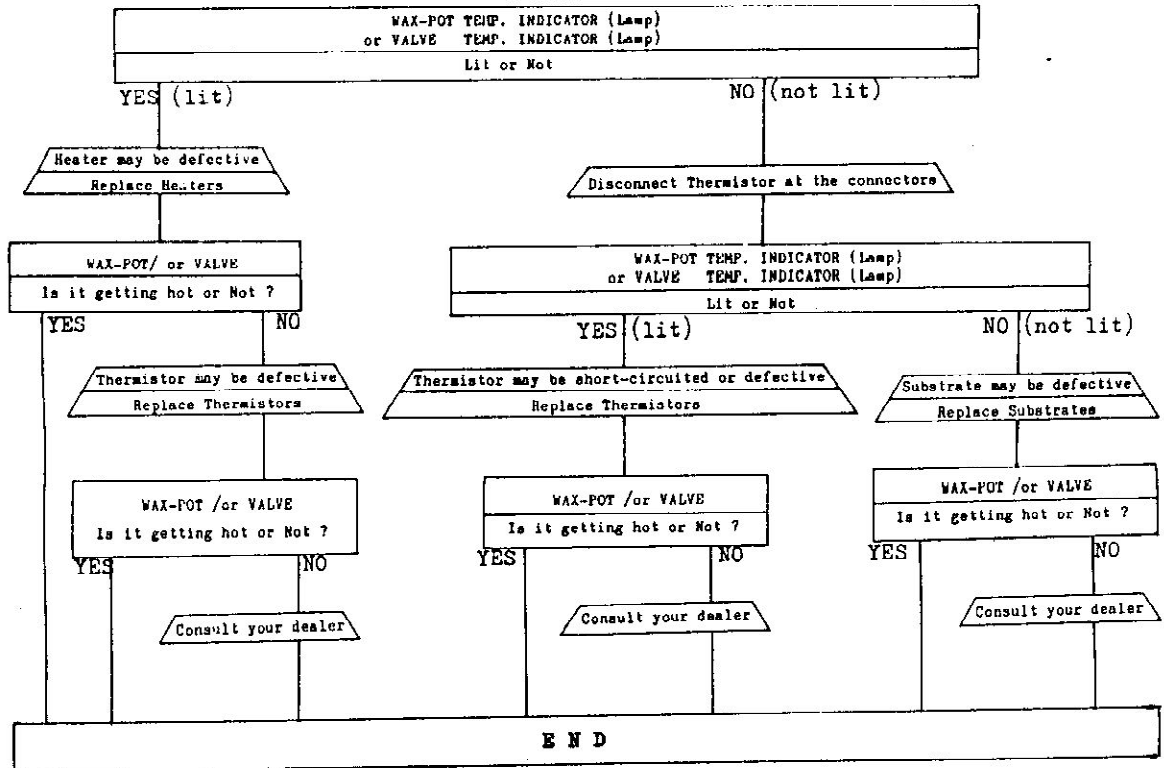 WAX-POT TEMP. INDICATOR (Lamp)
or VALVE TEMP. INDICATOR (Lamp)
Lit or Not
YES (lit)
NO (not lit)
Heater may be defective
Replace Heaters
Disconnect Thermistor at the connectors
WAX-POT/ or VALVE
Is it getting hot or Not ?
WAX-POT TEMP. INDICATOR (Lamp)
or VALVE TEMP. INDICATOR (Lamp)
Lit or Not
YES
NO
YES (lit)
NO (not lit)
Thermistor may be defective
Replace Thermistors
Thermistor may be short-circuited or defective
Replace Thermistors
Substrate may be defective
Replace Substrates
WAX-POT /or VALVE
Is it getting hot or Not ?
WAX-POT /or VALVE
Is it getting hot or Not ?
WAX-POT /or VALVE
Is it getting hot or Not ?
YES
NO
YES
NO
YES
NO
Consult your dealer
Consult your dealer
Consult your dealer
END